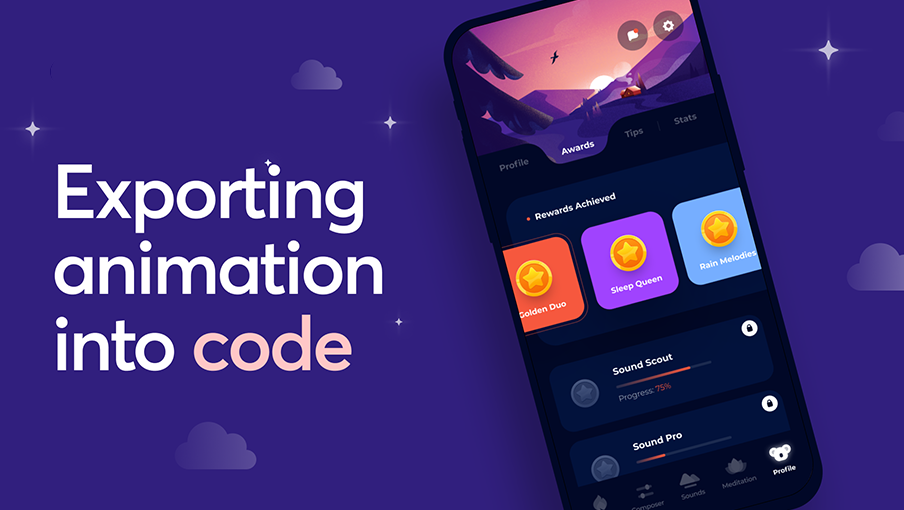 Exporting
animation
into code
Profile
Awards
Tips
Stats
Rewards Achieved
Golden Duo
Sleep Queen
Rain Melodies
Sound Scout
Progress: 75%
Sound Pro
Composer
Sounds
Meditation
Profile